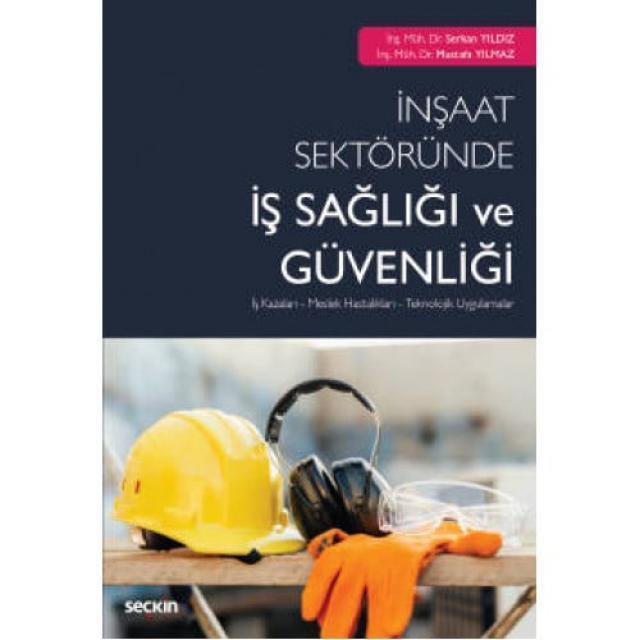 İnş. Müh. Dr. Serkan YILDIZ
İnş. Müh. Dr. Mustafa YILMAZ
İNŞAAT
SEKTÖRÜNDE
İŞ SAĞLIĞI ve
GÜVENLİĞİ
İş Kazaları - Meslek Hastalıkları - Teknolojik Uygulamalar
seçkin